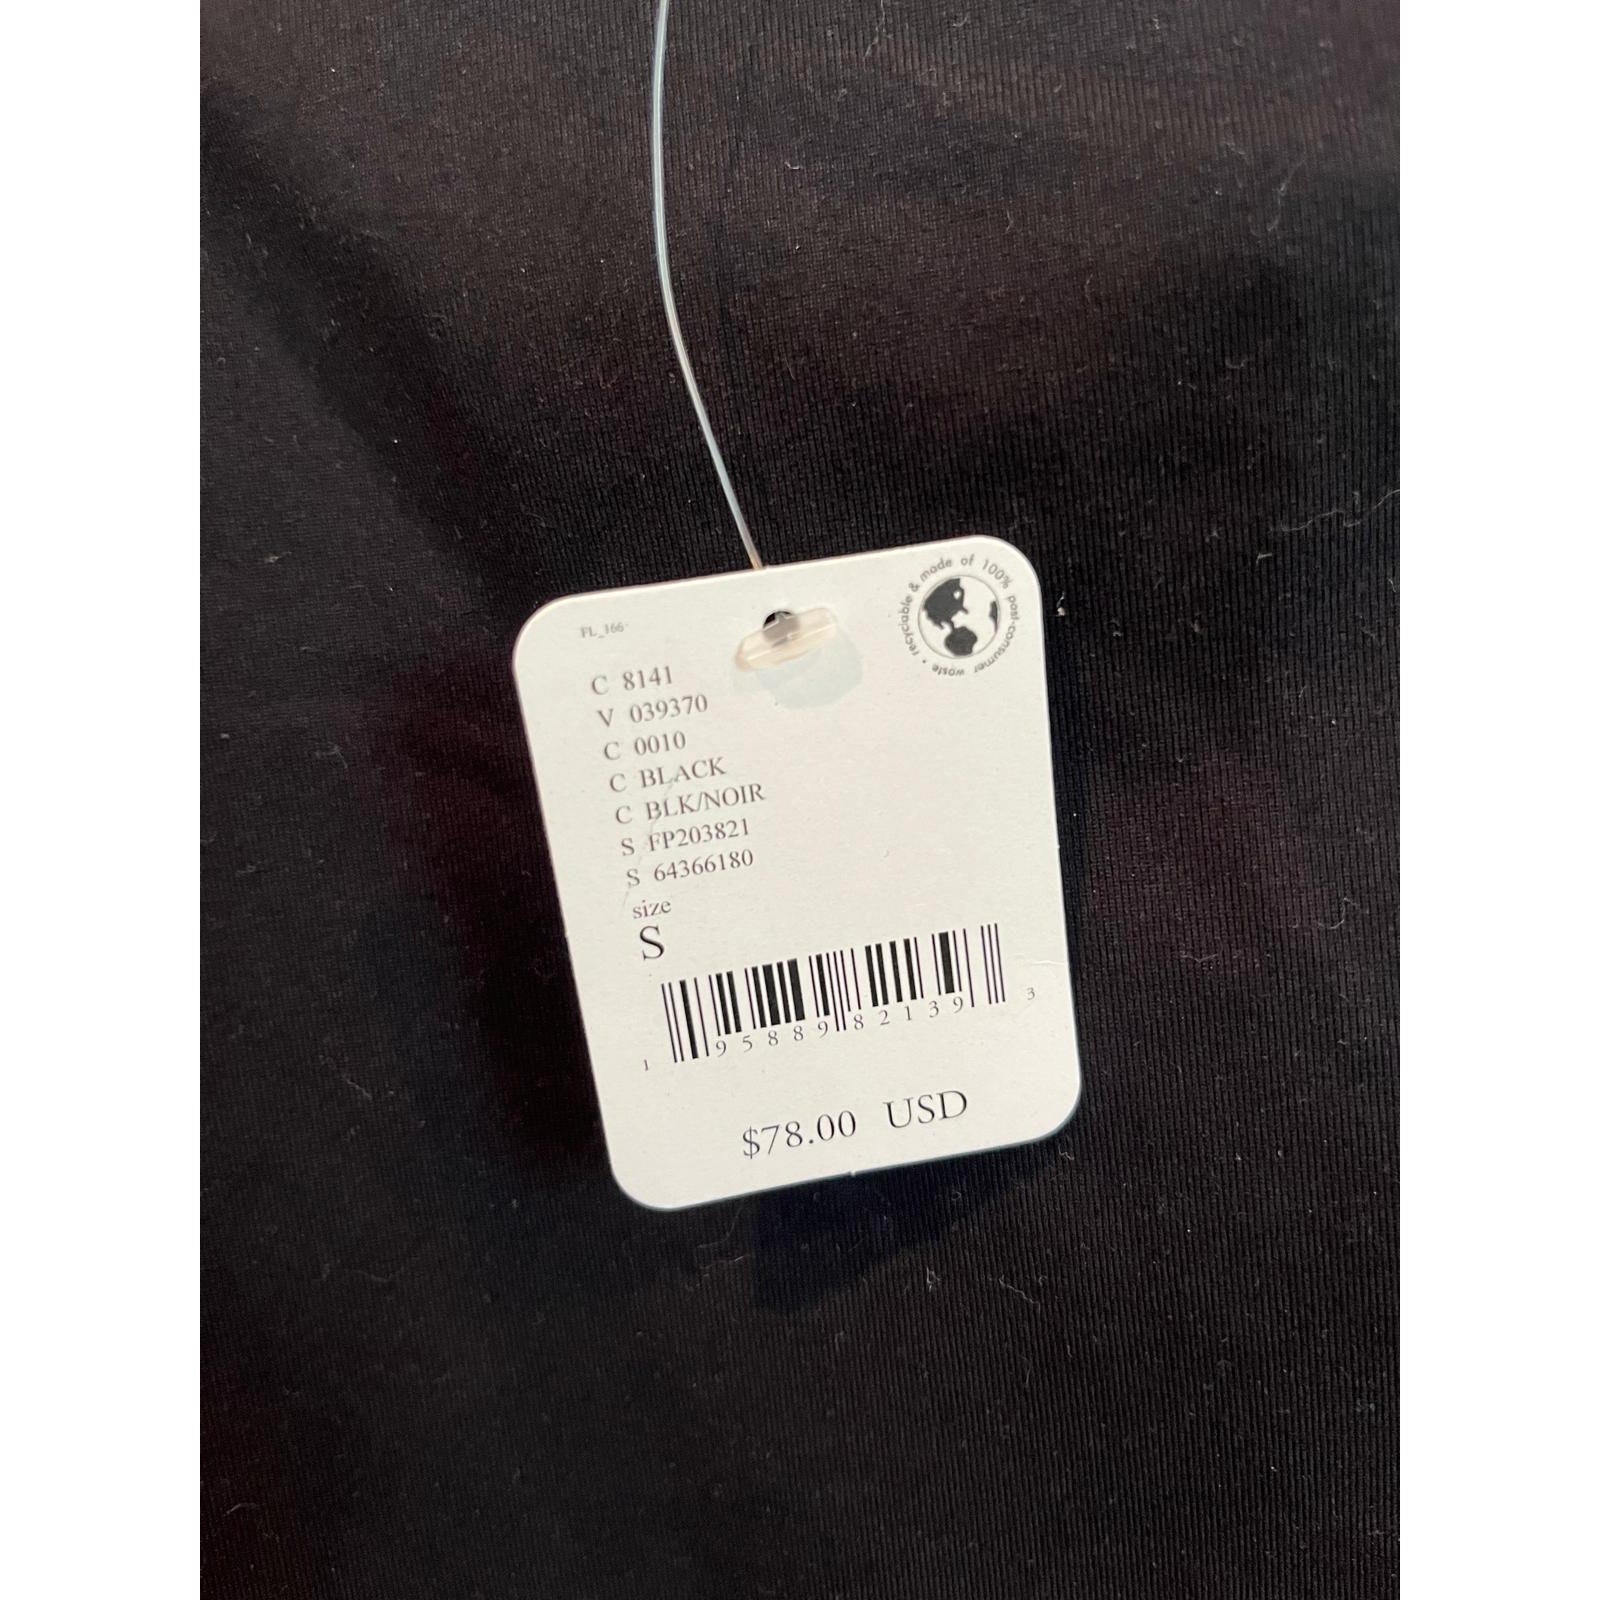 FL_166
recyclable & made of 100% post-consumer waste •
C 8141
V 039370
C 0010
C BLACK
C BLK/NOIR
S FP203821
S 64366180
size
S
1 95889 82139 3
$78.00 USD